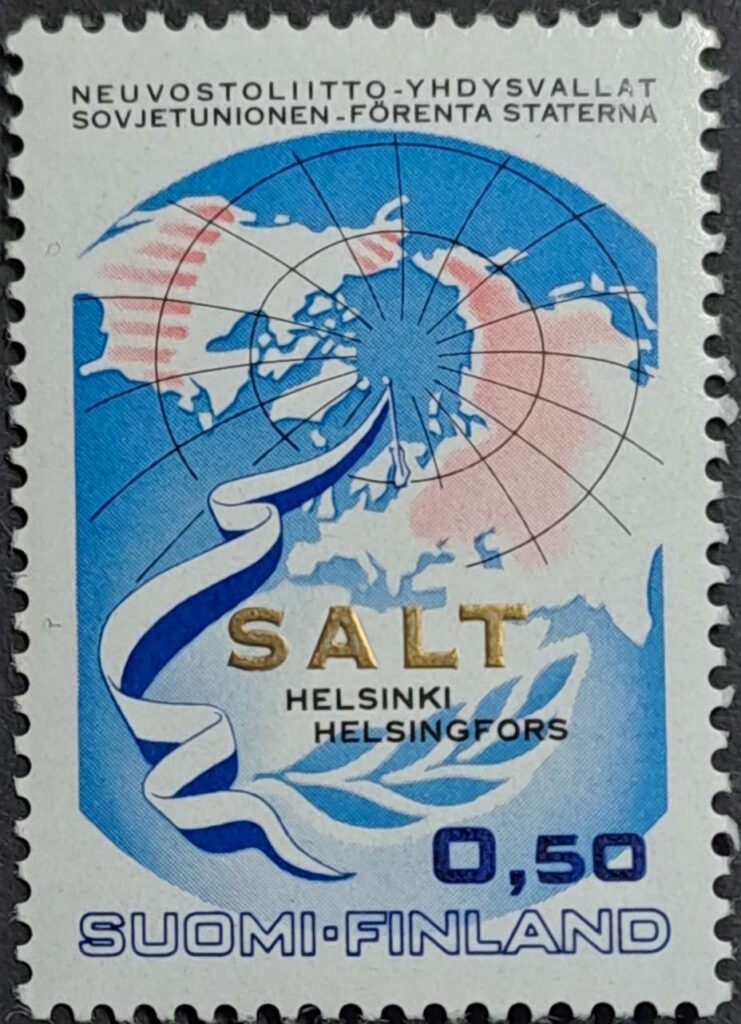 NEUVOSTOLIITTO-YHDYSVALLAT
SOVJETUNIONEN-FÖRENTA STATERNA
SALT
HELSINKI
HELSINGFORS
0,50
SUOMI·FINLAND